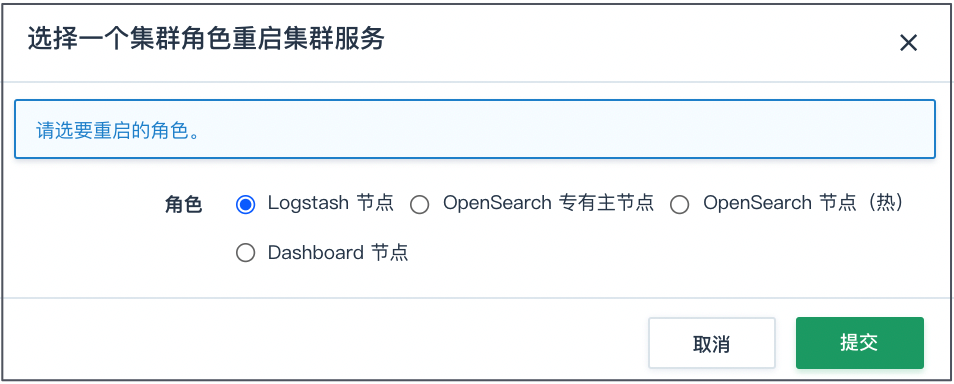 选择一个集群角色重启集群服务
请选要重启的角色。
角色 Logstash 节点 OpenSearch 专有主节点 OpenSearch 节点（热）
Dashboard 节点
取消 提交